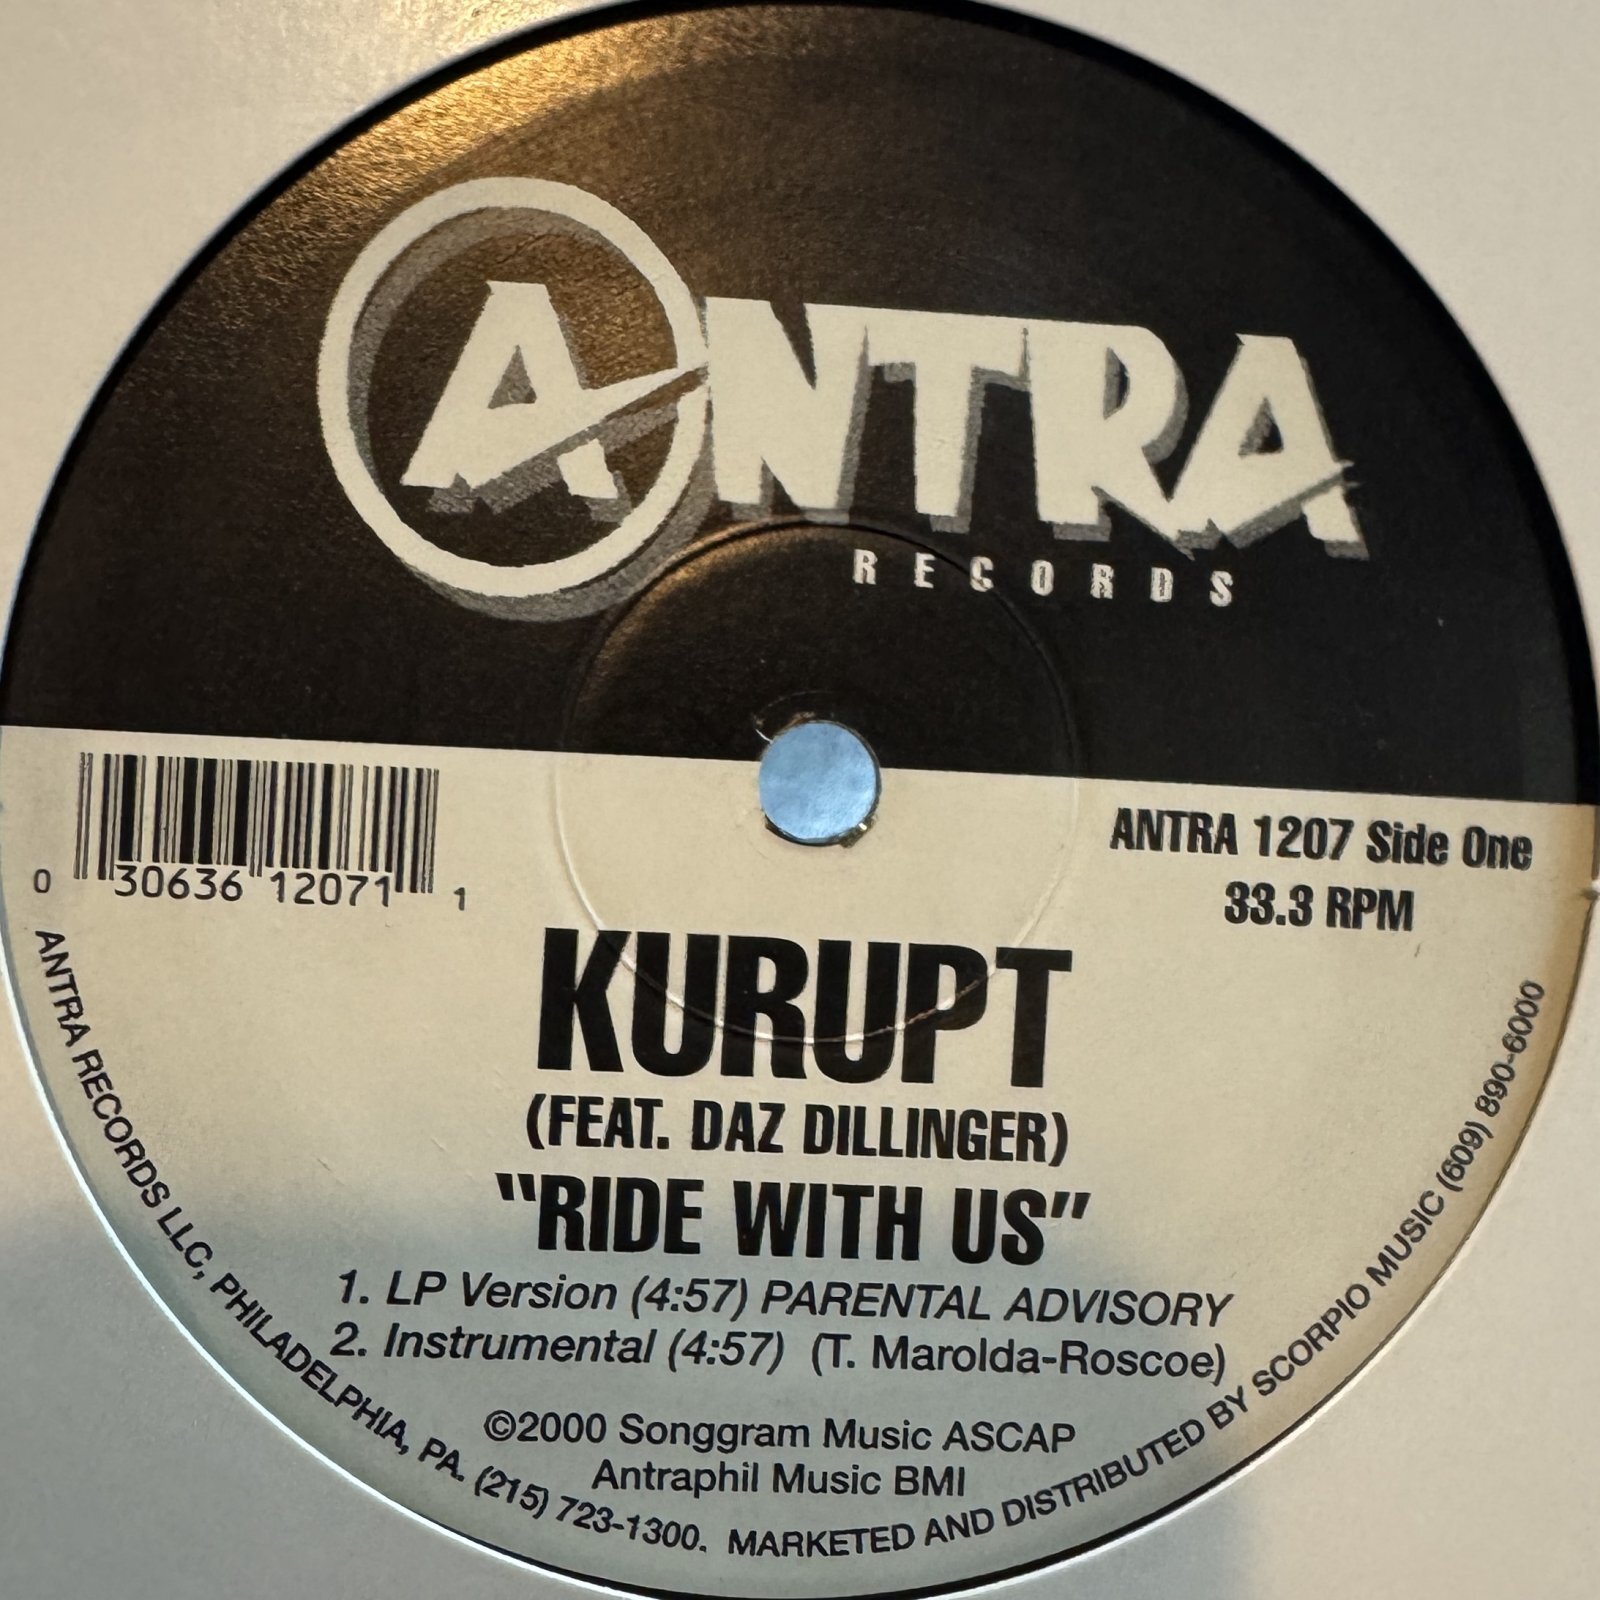 ANTRA
RECORDS
0 30636 12071 1
ANTRA 1207 Side One
33.3 RPM
KURUPT
(FEAT. DAZ DILLINGER)
"RIDE WITH US"
1. LP Version (4:57) PARENTAL ADVISORY
2. Instrumental (4:57) (T. Marolda-Roscoe)
©2000 Songgram Music ASCAP
Antraphil Music BMI
ANTRA RECORDS LLC, PHILADELPHIA, PA. (215) 723-1300. MARKETED AND DISTRIBUTED BY SCORPIO MUSIC (609) 890-6000